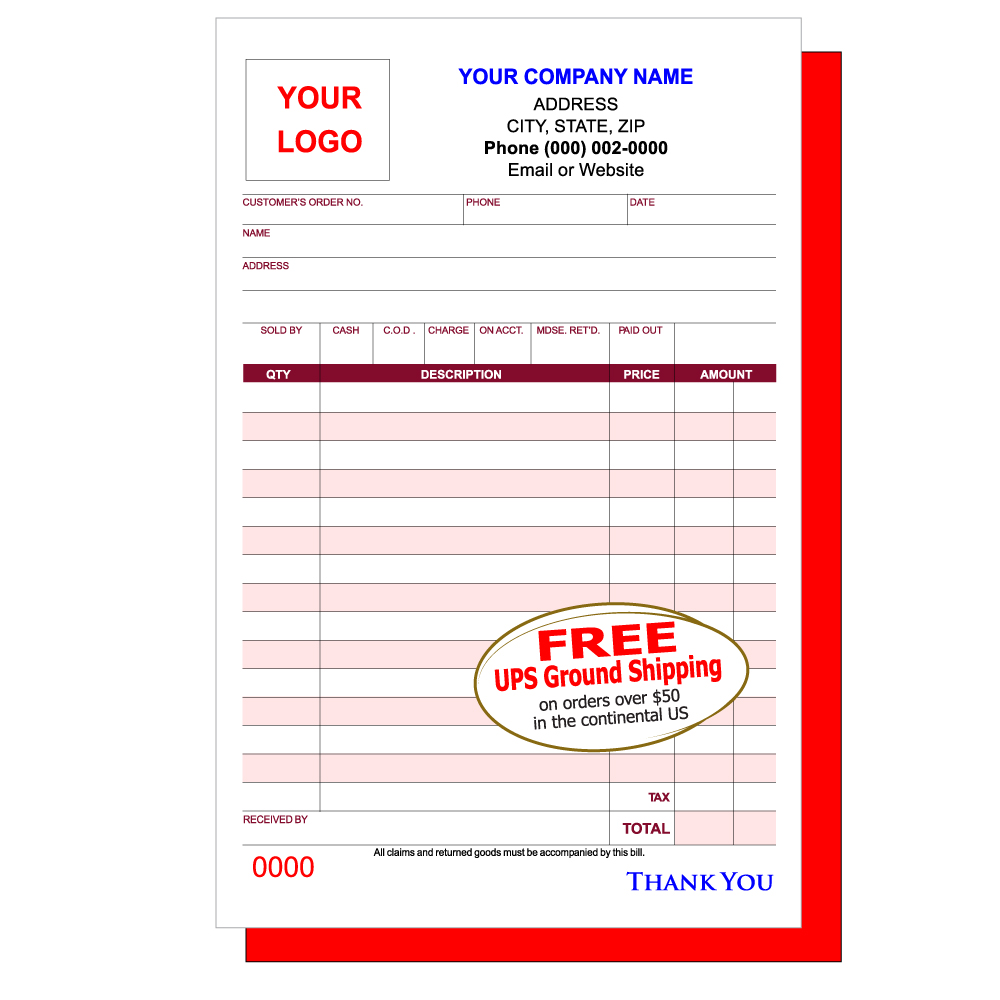 YOUR
LOGO
YOUR COMPANY NAME
ADDRESS
CITY, STATE, ZIP
Phone (000) 002-0000
Email or Website
CUSTOMER'S ORDER NO. PHONE DATE
NAME
ADDRESS
SOLD BY CASH C.O.D. CHARGE ON ACCT. MDSE. RET'D. PAID OUT
QTY DESCRIPTION PRICE AMOUNT
FREE
UPS Ground Shipping
on orders over $50
in the continental US
TAX
RECEIVED BY
TOTAL
All claims and returned goods must be accompanied by this bill.
0000
THANK YOU